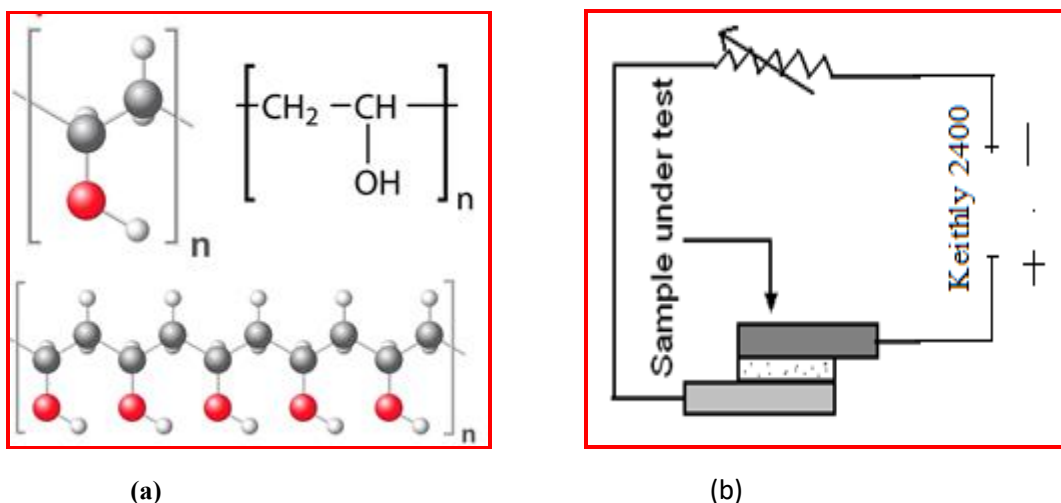 CH2 – CH
OH
n
n
n
(a)
Sample under test
Keithly 2400
(b)